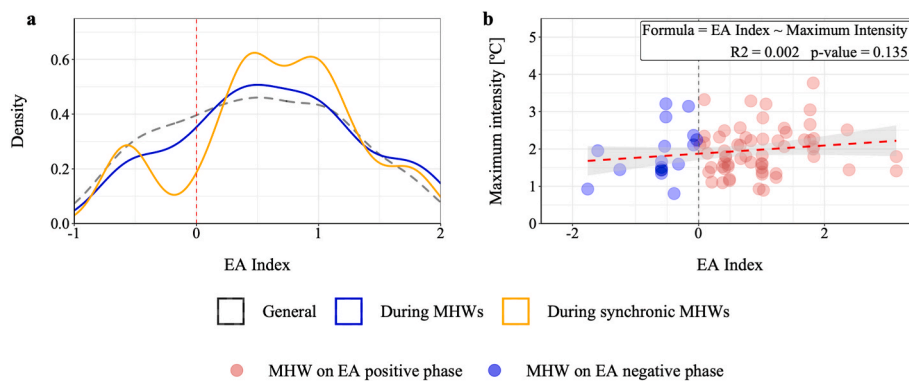 a
b
Density
0.6
0.4
0.2
0.0
-1
0
1
2
EA Index
Maximum intensity [ºC]
5
4
3
2
1
0
Formula = EA Index ~ Maximum Intensity
R2 = 0.002 p-value = 0.135
-2
0
2
EA Index
General
During MHWs
During synchronic MHWs
MHW on EA positive phase
MHW on EA negative phase